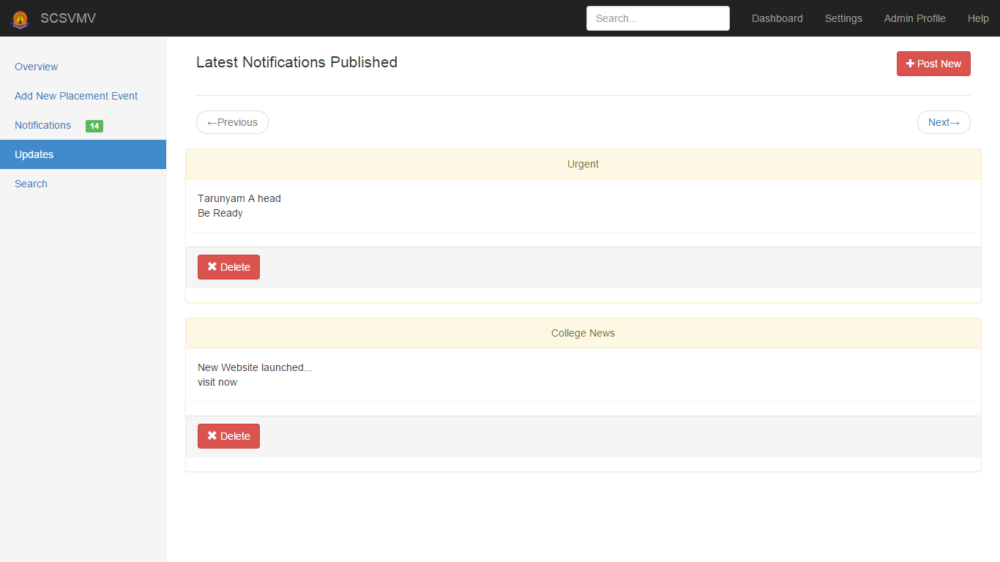 SCSVMV
Search...
Dashboard
Settings
Admin Profile
Help
Overview
Add New Placement Event
Notifications 14
Updates
Search
Latest Notifications Published
Post New
←Previous
Next→
Urgent
Tarunyam A head
Be Ready
Delete
College News
New Website launched...
visit now
Delete